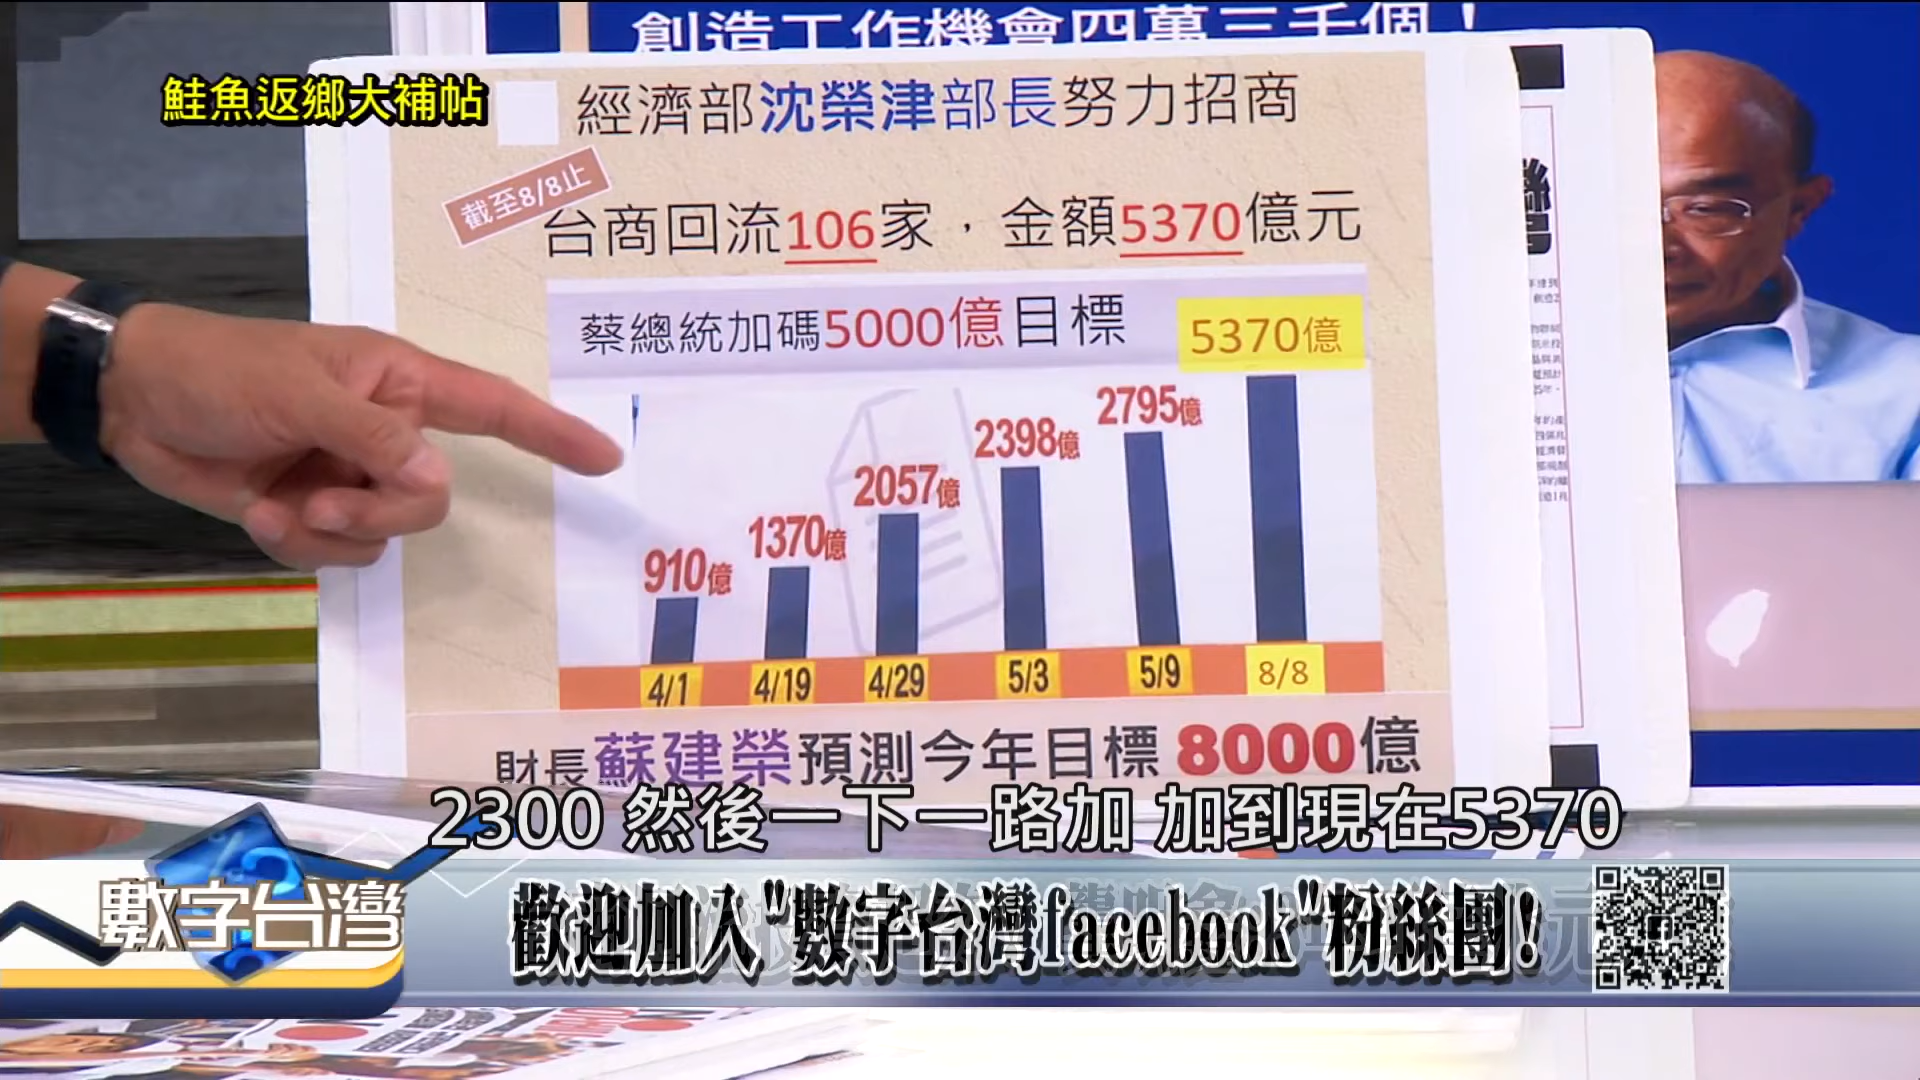 創造工作機會四萬三千個!
鮭魚返鄉大補帖
經濟部沈榮津部長努力招商
截至8/8止
台商回流106家，金額5370億元
蔡總統加碼5000億目標
5370億
2795億
2398億
2057億
1370億
910億
4/1
4/19
4/29
5/3
5/9
8/8
財長蘇建榮預測今年目標 8000億
2300 然後一下一路加 加到現在5370
數字台灣
歡迎加入"數字台灣facebook"粉絲團!